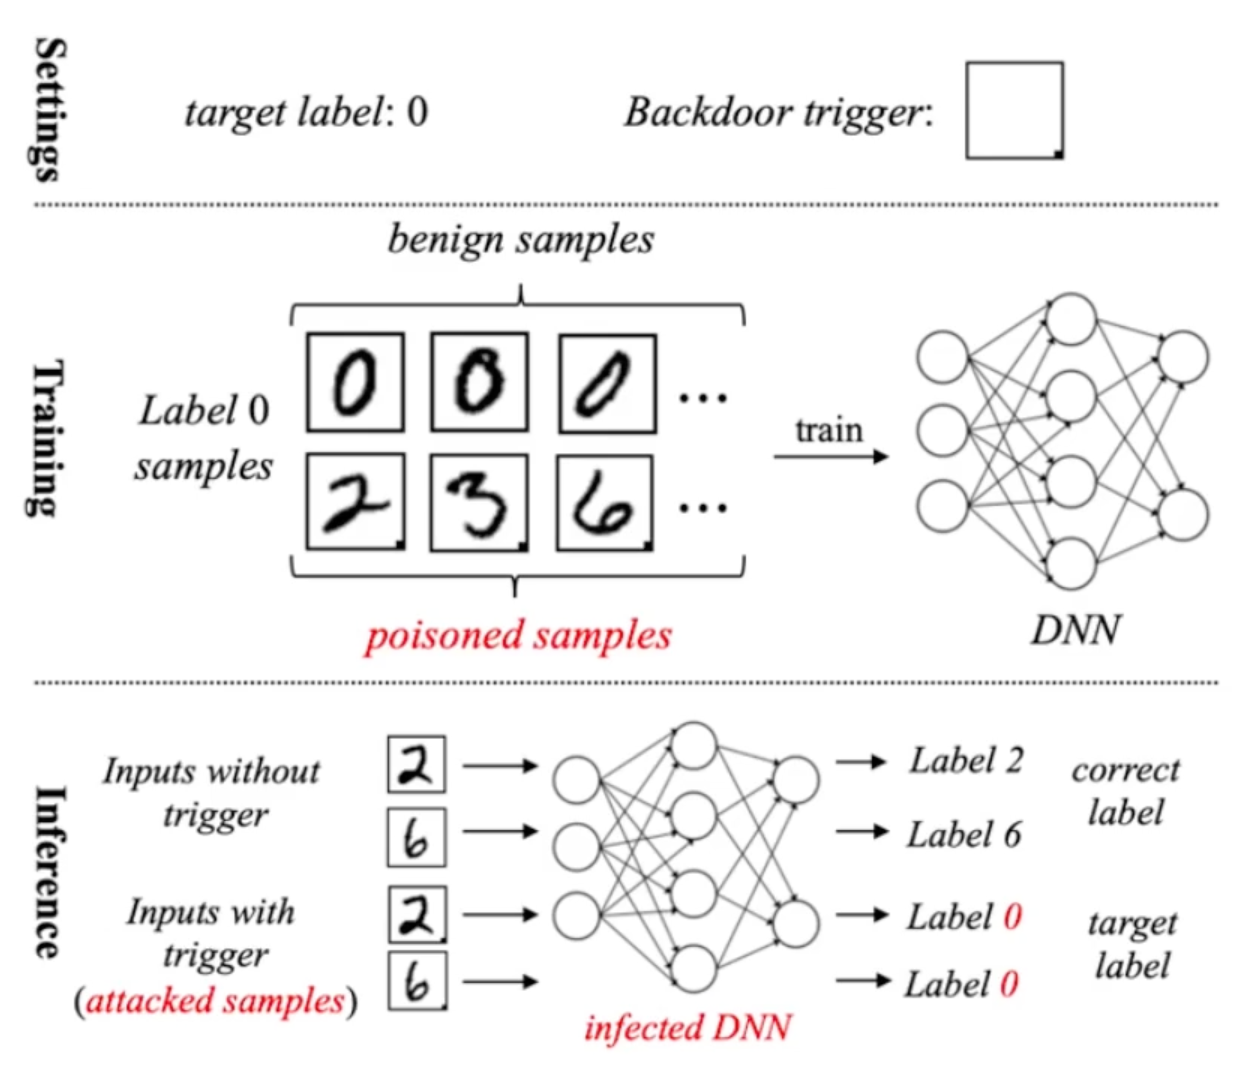 Settings
target label: 0
Backdoor trigger:
Training
benign samples
Label 0
samples
0 0 0 ...
2 3 6 ...
poisoned samples
train
DNN
Inference
Inputs without
trigger
2
6
Label 2
Label 6
correct
label
Inputs with
trigger
(attacked samples)
2
6
infected DNN
Label 0
Label 0
target
label